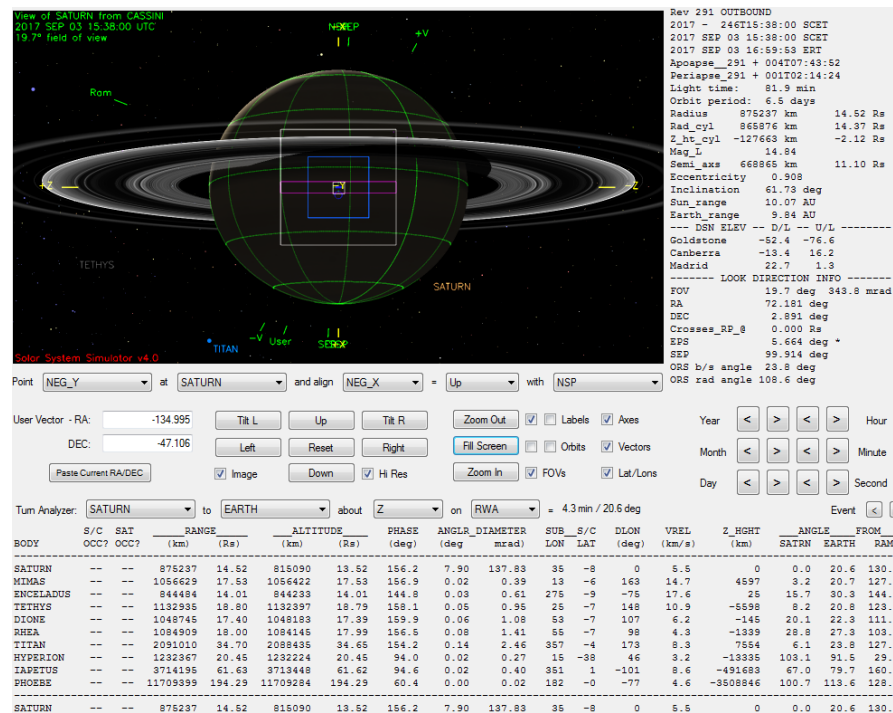 View of SATURN from CASSINI
2017 SEP 03 15:38:00 UTC
19.7° field of view
+V
Ram
+Z
-Y
-Z
TETHYS
SATURN
-V User
TITAN
Solar System Simulator v4.0
Rev 291 OUTBOUND
2017 - 246T15:38:00 SCET
2017 SEP 03 15:38:00 SCET
2017 SEP 03 16:59:53 ERT
Apoapse__291 + 004T07:43:52
Periapse_291 + 001T02:14:24
Light time: 81.9 min
Orbit period: 6.5 days
Radius 875237 km 14.52 Rs
Rad_cyl 865876 km 14.37 Rs
Z_ht_cyl -127663 km -2.12 Rs
Mag_L 14.84
Semi_axs 668865 km 11.10 Rs
Eccentricity 0.908
Inclination 61.73 deg
Sun_range 10.07 AU
Earth_range 9.84 AU
--- DSN ELEV -- D/L -- U/L --------
Goldstone -52.4 -76.6
Canberra -13.4 16.2
Madrid 22.7 1.3
------- LOOK DIRECTION INFO -------
FOV 19.7 deg 343.8 mrad
RA 72.181 deg
DEC 2.891 deg
Crosses_RP_@ 0.000 Rs
EPS 5.664 deg *
SEP 99.914 deg
ORS b/s angle 23.8 deg
ORS rad angle 108.6 deg
Point NEG_Y at SATURN and align NEG_X = Up with NSP
User Vector - RA: -134.995 Tilt L Up Tilt R Zoom Out Labels Axes Year < > < > Hour
DEC: -47.106 Left Reset Right Fill Screen Orbits Vectors Month < > < > Minute
Paste Current RA/DEC Image Down Hi Res Zoom In FOVs Lat/Lons Day < > < > Second
Turn Analyzer: SATURN to EARTH about Z on RWA = 4.3 min / 20.6 deg Event <
S/C SAT ____RANGE____ ___ALTITUDE___ PHASE ANGLR_DIAMETER SUB__S/C DLON VREL Z_HGHT ___ANGLE__FROM__
BODY OCC? OCC? (km) (Rs) (km) (Rs) (deg) (deg mrad) LON LAT (deg) (km/s) (km) SATRN EARTH RAM
SATURN -- -- 875237 14.52 815090 13.52 156.2 7.90 137.83 35 -8 0 5.5 0 0.0 20.6 130.
MIMAS -- -- 1056629 17.53 1056422 17.53 156.9 0.02 0.39 13 -6 163 14.7 4597 3.2 20.7 127.
ENCELADUS -- -- 844484 14.01 844233 14.01 144.8 0.03 0.61 275 -9 -75 17.6 25 15.7 30.3 144.
TETHYS -- -- 1132935 18.80 1132397 18.79 158.1 0.05 0.95 25 -7 148 10.9 -5598 8.2 20.8 123.
DIONE -- -- 1048745 17.40 1048183 17.39 159.9 0.06 1.08 53 -7 107 6.2 -145 20.1 22.3 111.
RHEA -- -- 1084909 18.00 1084145 17.99 156.5 0.08 1.41 55 -7 98 4.3 -1339 28.8 27.3 103.
TITAN -- -- 2091010 34.70 2088435 34.65 154.2 0.14 2.46 357 -4 173 8.3 7554 6.1 23.8 127.
HYPERION -- -- 1232367 20.45 1232224 20.45 94.0 0.02 0.27 15 -38 46 3.2 -13335 103.1 91.5 29.
IAPETUS -- -- 3714195 61.63 3713448 61.62 94.6 0.02 0.40 351 1 -101 8.6 -491683 67.0 79.7 160.
PHOEBE -- -- 11709399 194.29 11709284 194.29 60.4 0.00 0.02 182 -0 -77 4.6 -3508846 100.7 113.6 128.
SATURN -- -- 875237 14.52 815090 13.52 156.2 7.90 137.83 35 -8 0 5.5 0 0.0 20.6 130.